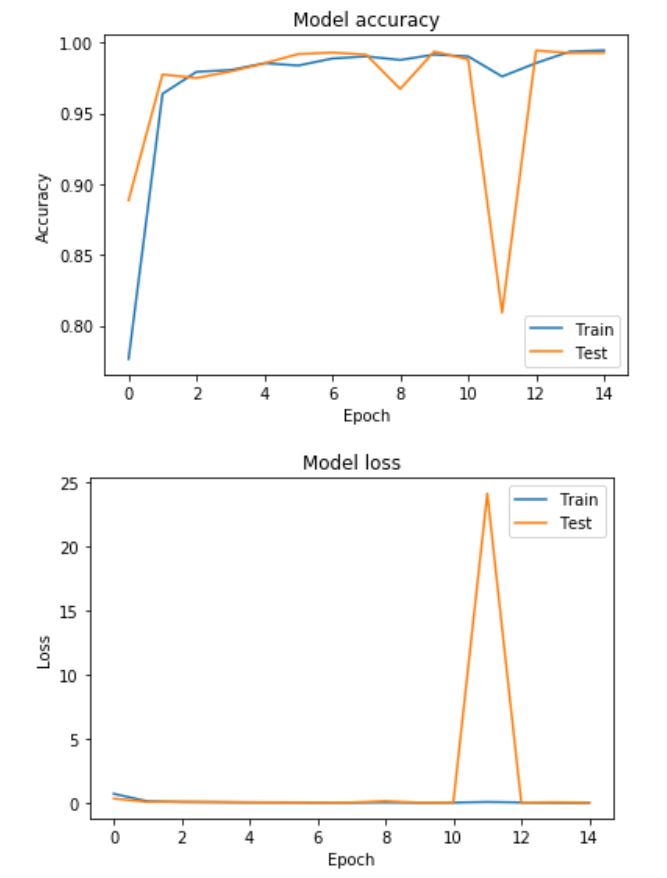 Model accuracy
1.00
0.95
0.90
0.85
0.80
Accuracy
Train
Test
0 2 4 6 8 10 12 14
Epoch
Model loss
25
20
15
10
5
0
Loss
Train
Test
0 2 4 6 8 10 12 14
Epoch